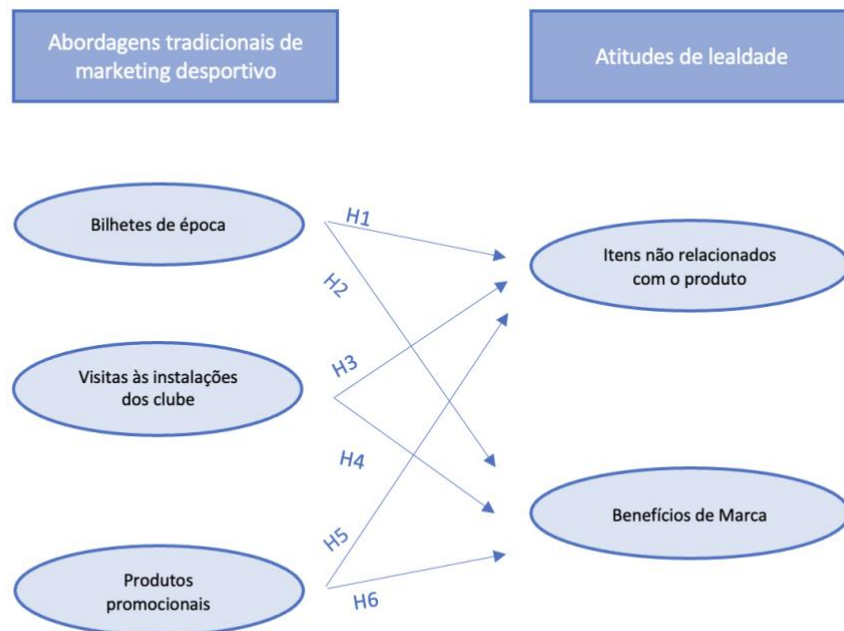 Abordagens tradicionais de
marketing desportivo
Atitudes de lealdade
Bilhetes de época
H1
Itens não relacionados
com o produto
H2
Visitas às instalações
dos clube
H3
H4
Benefícios de Marca
H5
Produtos
promocionais
H6